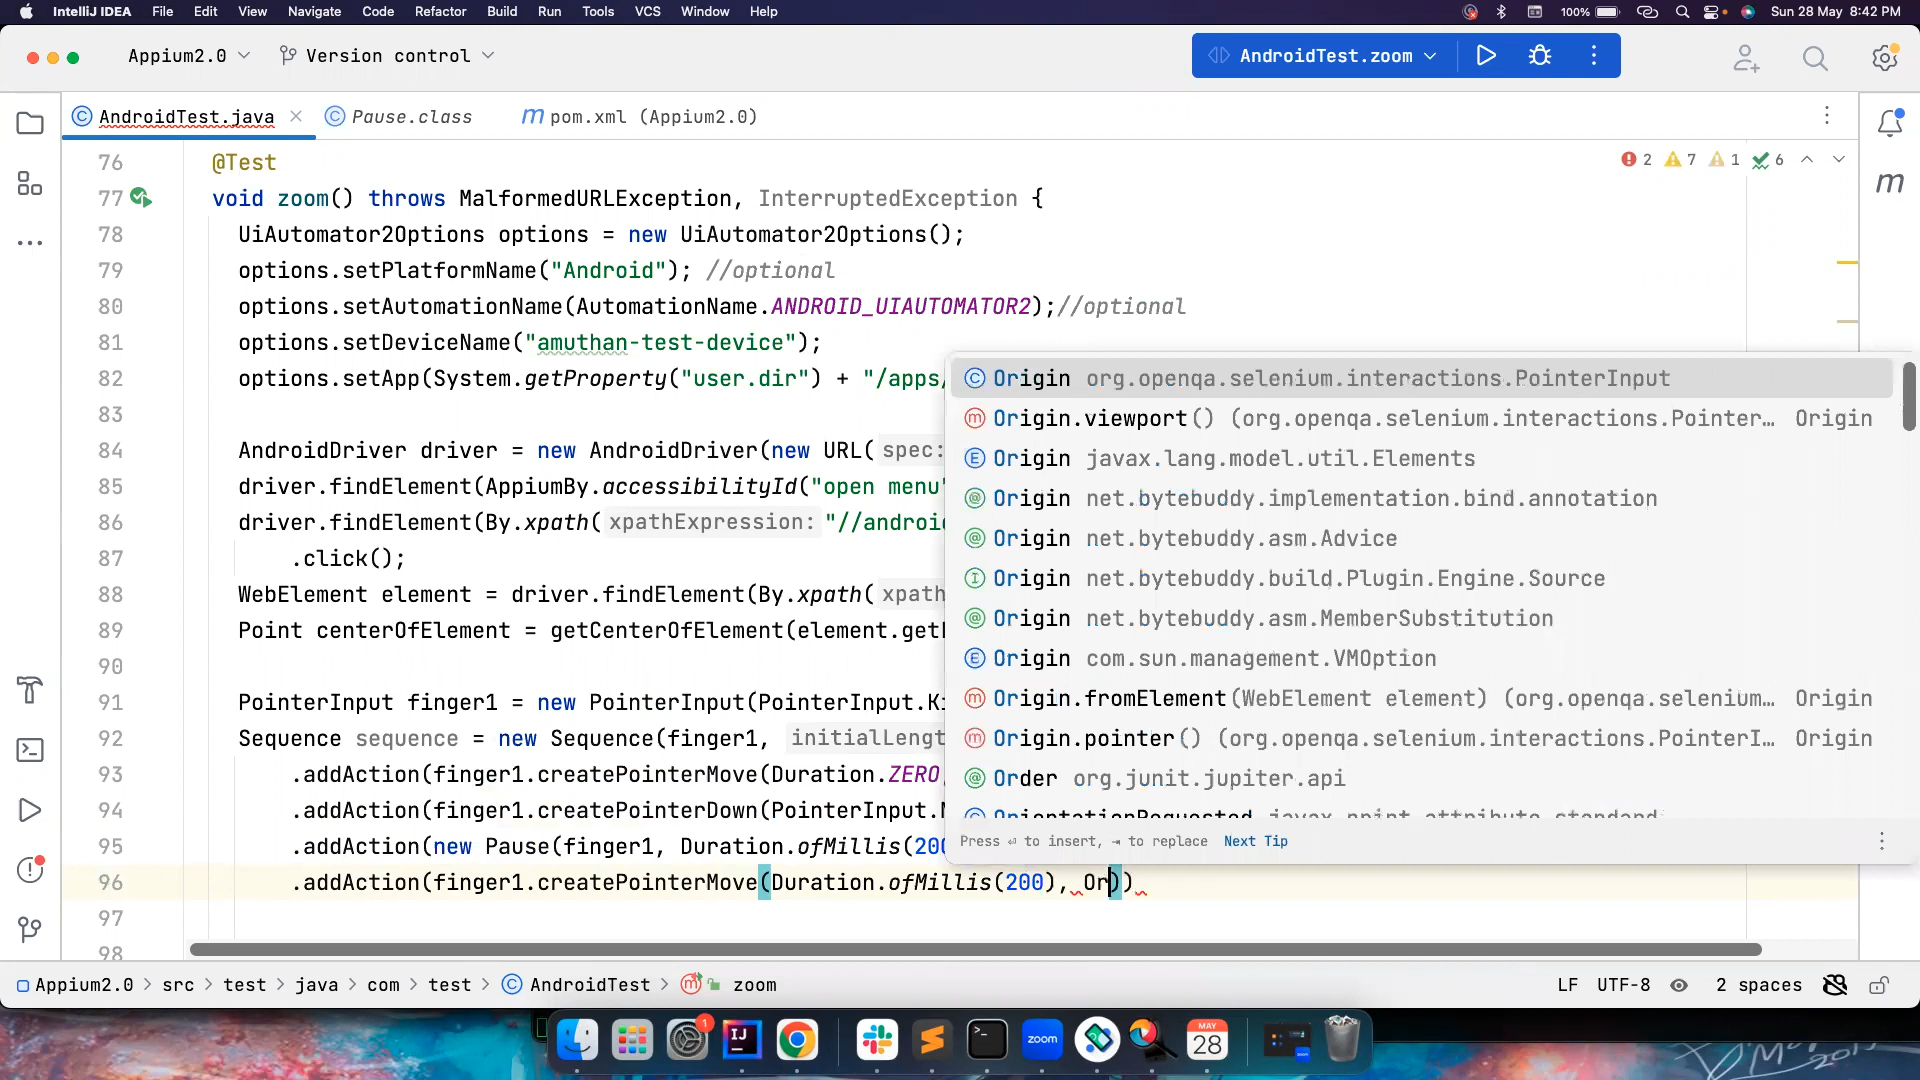 IntelliJ IDEA File Edit View Navigate Code Refactor Build Run Tools VCS Window Help 100% Sun 28 May 8:42 PM
Appium2.0 Version control AndroidTest.zoom
AndroidTest.java Pause.class m pom.xml (Appium2.0)
76 @Test 2 7 1 6
77 void zoom() throws MalformedURLException, InterruptedException {
78 UiAutomator2Options options = new UiAutomator2Options();
79 options.setPlatformName("Android"); //optional
80 options.setAutomationName(AutomationName.ANDROID_UIAUTOMATOR2);//optional
81 options.setDeviceName("amuthan-test-device");
82 options.setApp(System.getProperty("user.dir") + "/apps/
83
84 AndroidDriver driver = new AndroidDriver(new URL( spec:
85 driver.findElement(AppiumBy.accessibilityId("open menu"
86 driver.findElement(By.xpath( xpathExpression: "//androi
87 .click();
88 WebElement element = driver.findElement(By.xpath( xpath
89 Point centerOfElement = getCenterOfElement(element.get
90
91 PointerInput finger1 = new PointerInput(PointerInput.Ki
92 Sequence sequence = new Sequence(finger1, initialLengt
93 .addAction(finger1.createPointerMove(Duration.ZERO,
94 .addAction(finger1.createPointerDown(PointerInput.M
95 .addAction(new Pause(finger1, Duration.ofMillis(200
96 .addAction(finger1.createPointerMove(Duration.ofMillis(200), Or))
97
98
Origin org.openqa.selenium.interactions.PointerInput
Origin.viewport() (org.openqa.selenium.interactions.Pointer... Origin
Origin javax.lang.model.util.Elements
Origin net.bytebuddy.implementation.bind.annotation
Origin net.bytebuddy.asm.Advice
Origin net.bytebuddy.build.Plugin.Engine.Source
Origin net.bytebuddy.asm.MemberSubstitution
Origin com.sun.management.VMOption
Origin.fromElement(WebElement element) (org.openqa.selenium... Origin
Origin.pointer() (org.openqa.selenium.interactions.PointerI... Origin
Order org.junit.jupiter.api
OrientationRequested javax.print.attribute.standard
Press ⏎ to insert, ⇥ to replace Next Tip
Appium2.0 > src > test > java > com > test > AndroidTest > zoom LF UTF-8 2 spaces
1
zoom
MAY
28